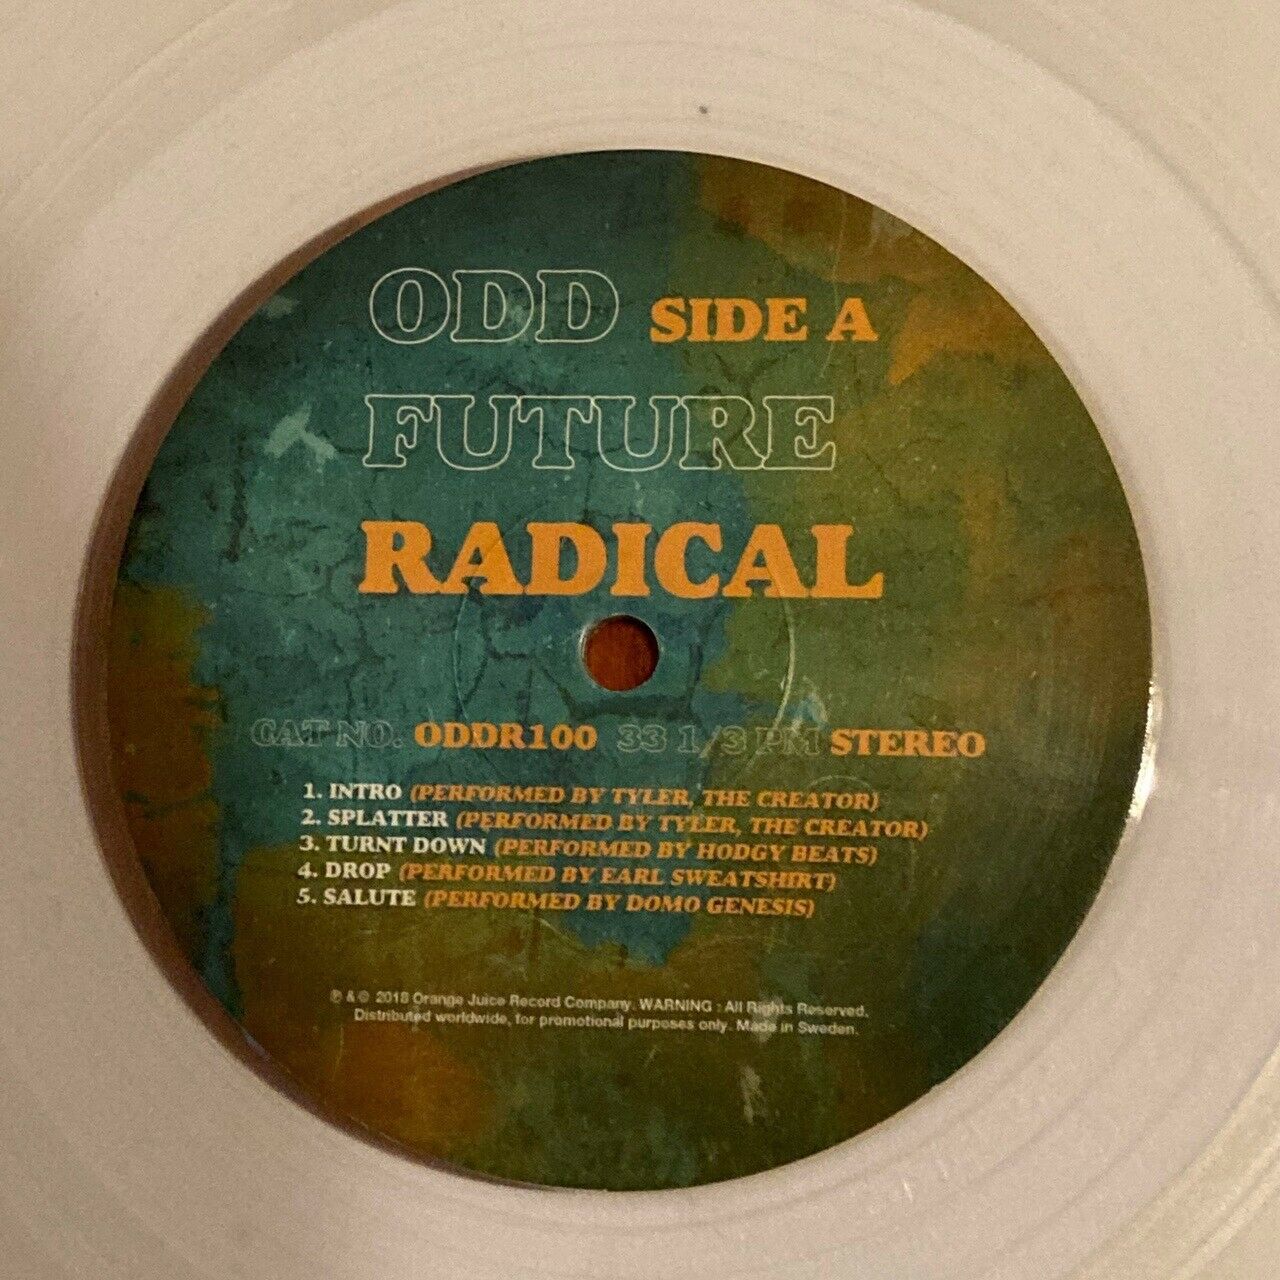 ODD SIDE A
FUTURE
RADICAL
CAT NO. ODDR100 33 1/3 PM STEREO
1. INTRO (PERFORMED BY TYLER, THE CREATOR)
2. SPLATTER (PERFORMED BY TYLER, THE CREATOR)
3. TURNT DOWN (PERFORMED BY HODGY BEATS)
4. DROP (PERFORMED BY EARL SWEATSHIRT)
5. SALUTE (PERFORMED BY DOMO GENESIS)
℗ & © 2018 Orange Juice Record Company. WARNING : All Rights Reserved.
Distributed worldwide, for promotional purposes only. Made in Sweden.